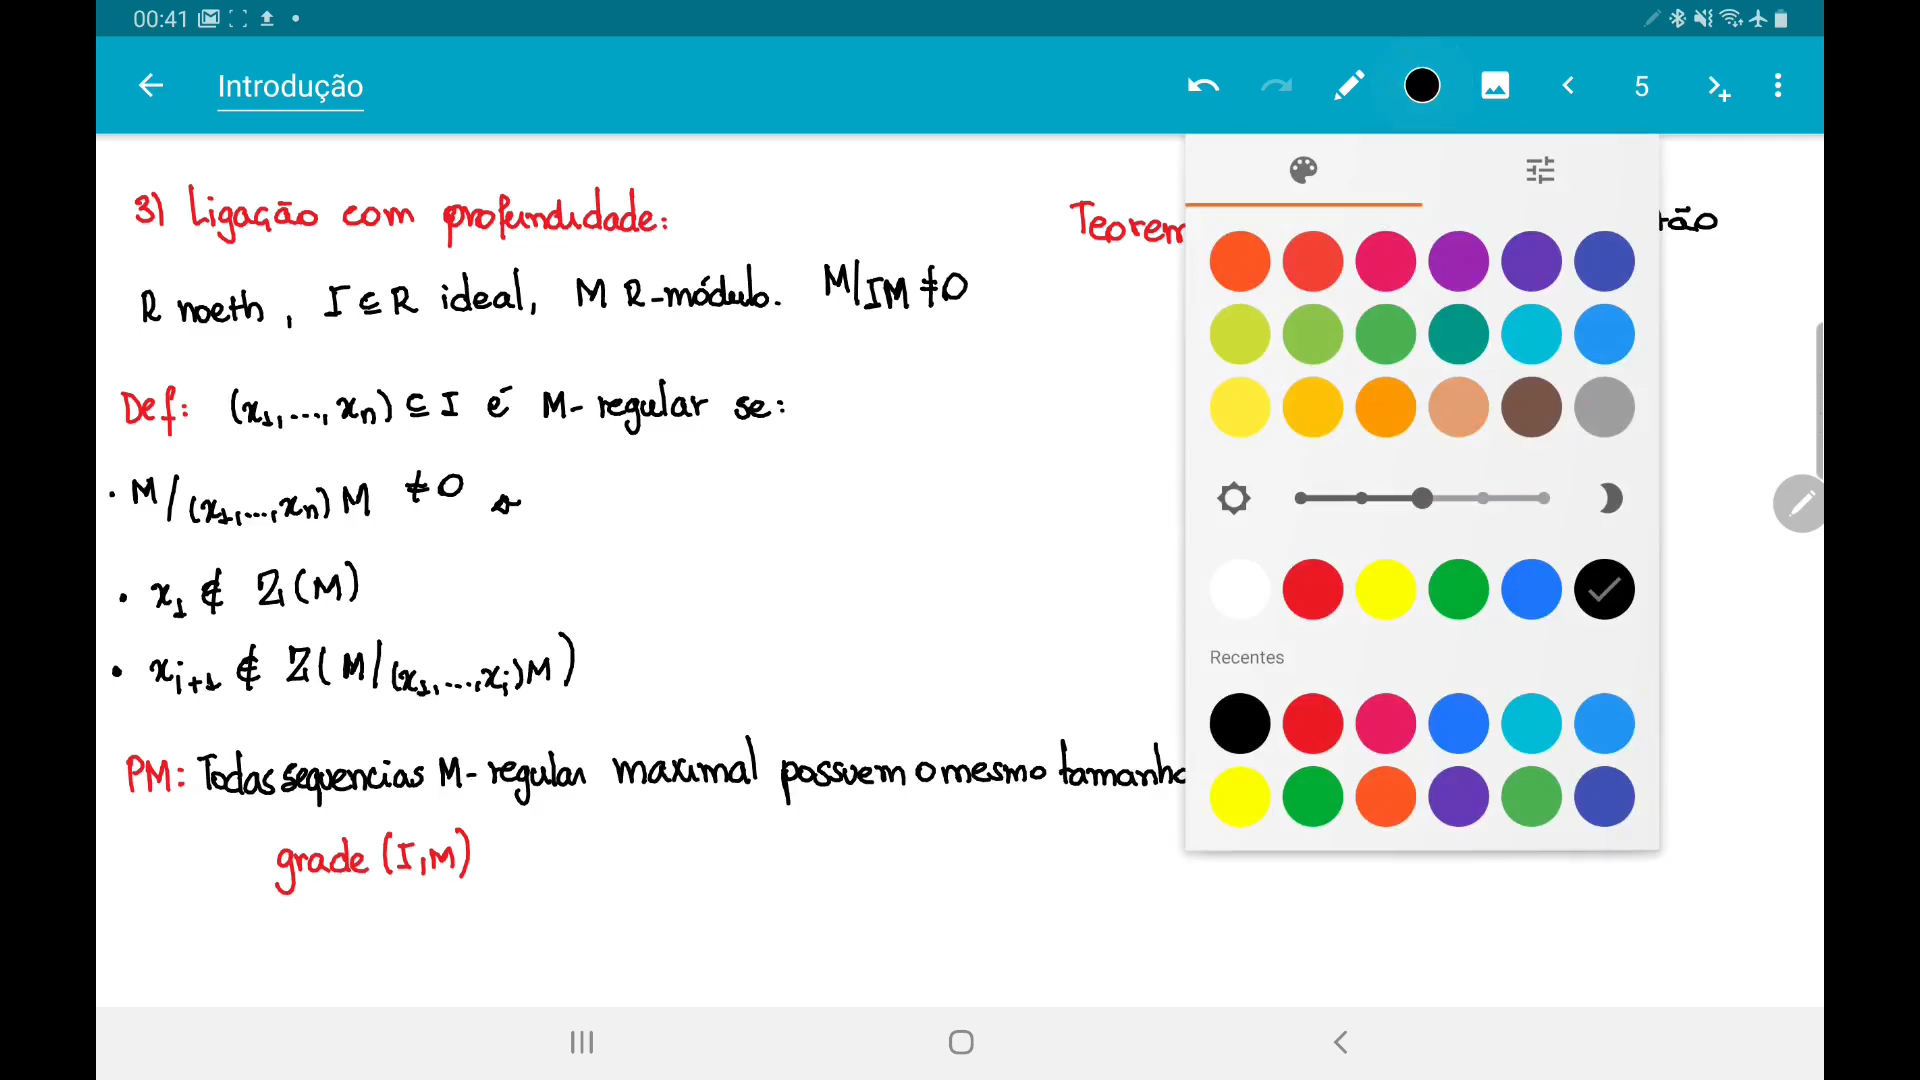 00:41
Introdução
5
3) Ligação com profundidade:
R noeth, I ⊆ R ideal, M R-módulo. M/IM ≠ 0
Def: (x₁,...,xₙ) ⊆ I é M-regular se:
· M/(x₁,...,xₙ)M ≠ 0
· x₁ ∉ Z(M)
· xᵢ₊₁ ∉ Z(M/(x₁,...,xᵢ)M)
PM: Todas sequencias M-regular maximal possuem o mesmo tamanho
grade (I,M)
Teorem
tão
Recentes